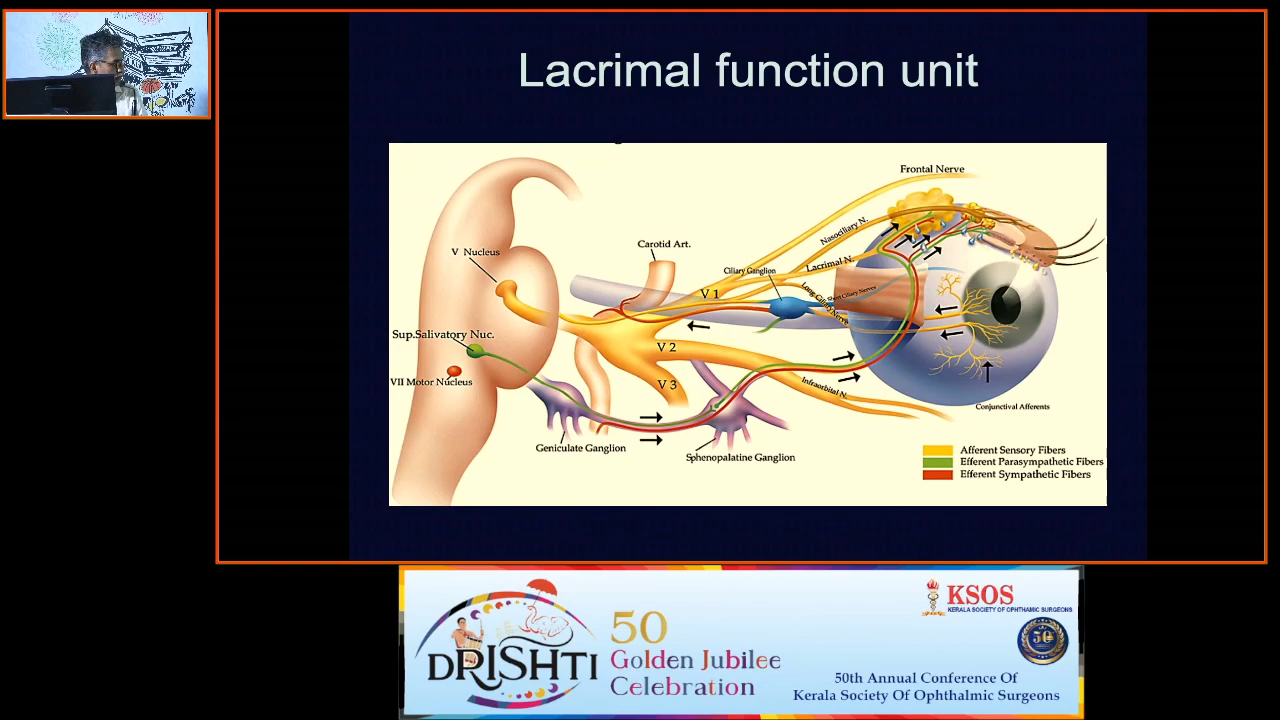 Lacrimal function unit
Frontal Nerve
Nasociliary N.
Carotid Art.
V Nucleus
Lacrimal N.
Ciliary Ganglion
V 1
Short Ciliary Nerves
Long Ciliary Nerve
Sup.Salivatory Nuc.
V 2
VII Motor Nucleus
V 3
Infraorbital N.
Conjunctival Afferents
Geniculate Ganglion
Sphenopalatine Ganglion
Afferent Sensory Fibers
Efferent Parasympathetic Fibers
Efferent Sympathetic Fibers
DRISHTI
50
Golden Jubilee
Celebration
KSOS
KERALA SOCIETY OF OPHTHAMIC SURGEONS
50
50th Annual Conference Of
Kerala Society Of Ophthalmic Surgeons